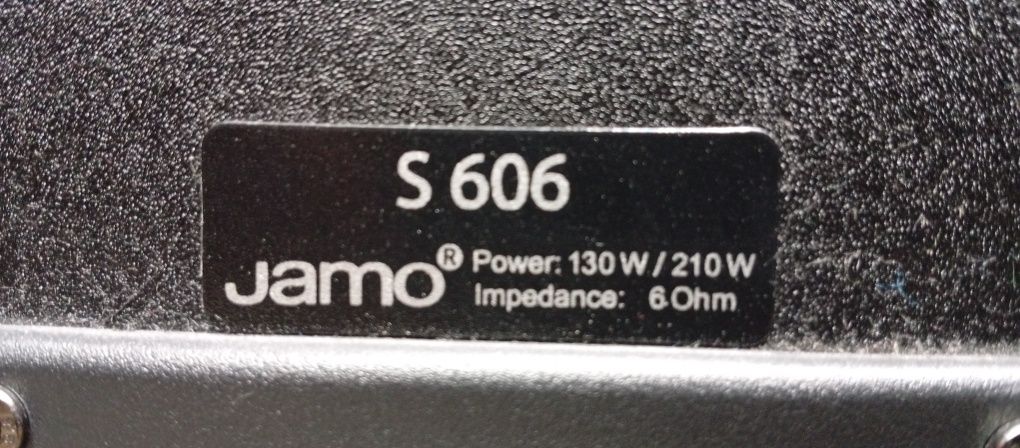 S 606
Jamo® Power: 130 W / 210 W
Impedance: 6 Ohm